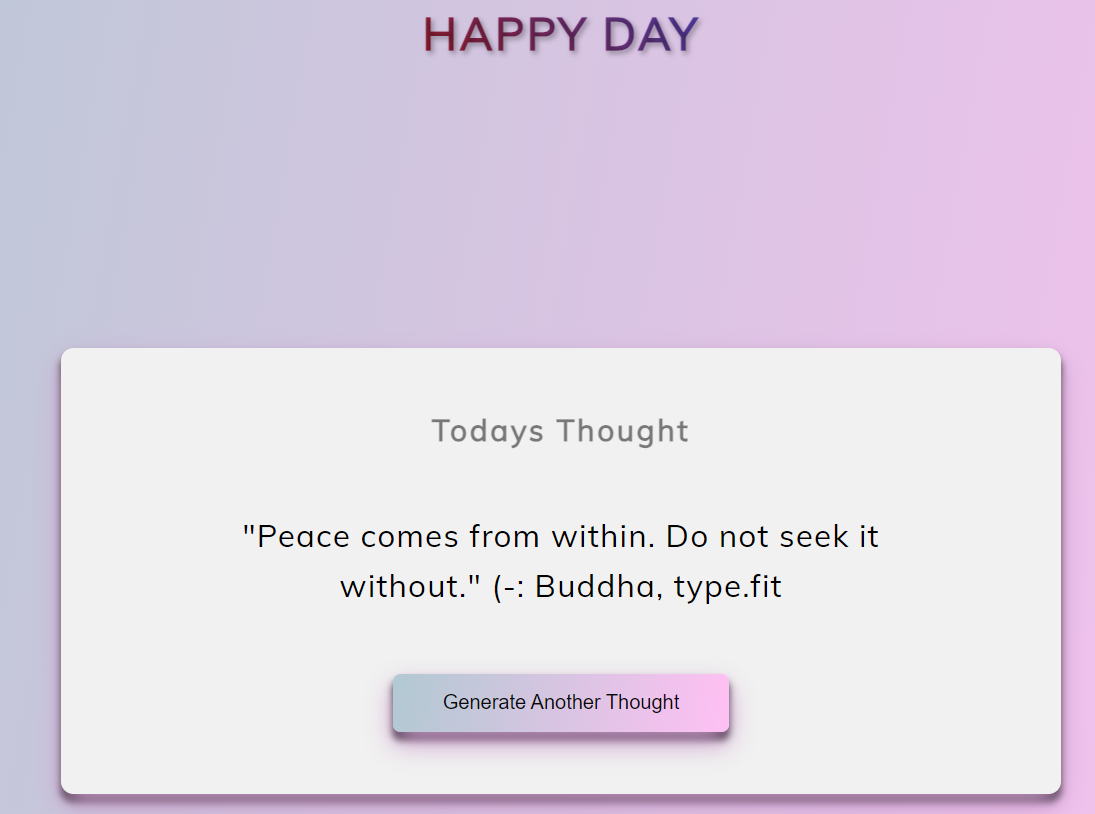 HAPPY DAY
Todays Thought
"Peace comes from within. Do not seek it
without." (-: Buddha, type.fit
Generate Another Thought